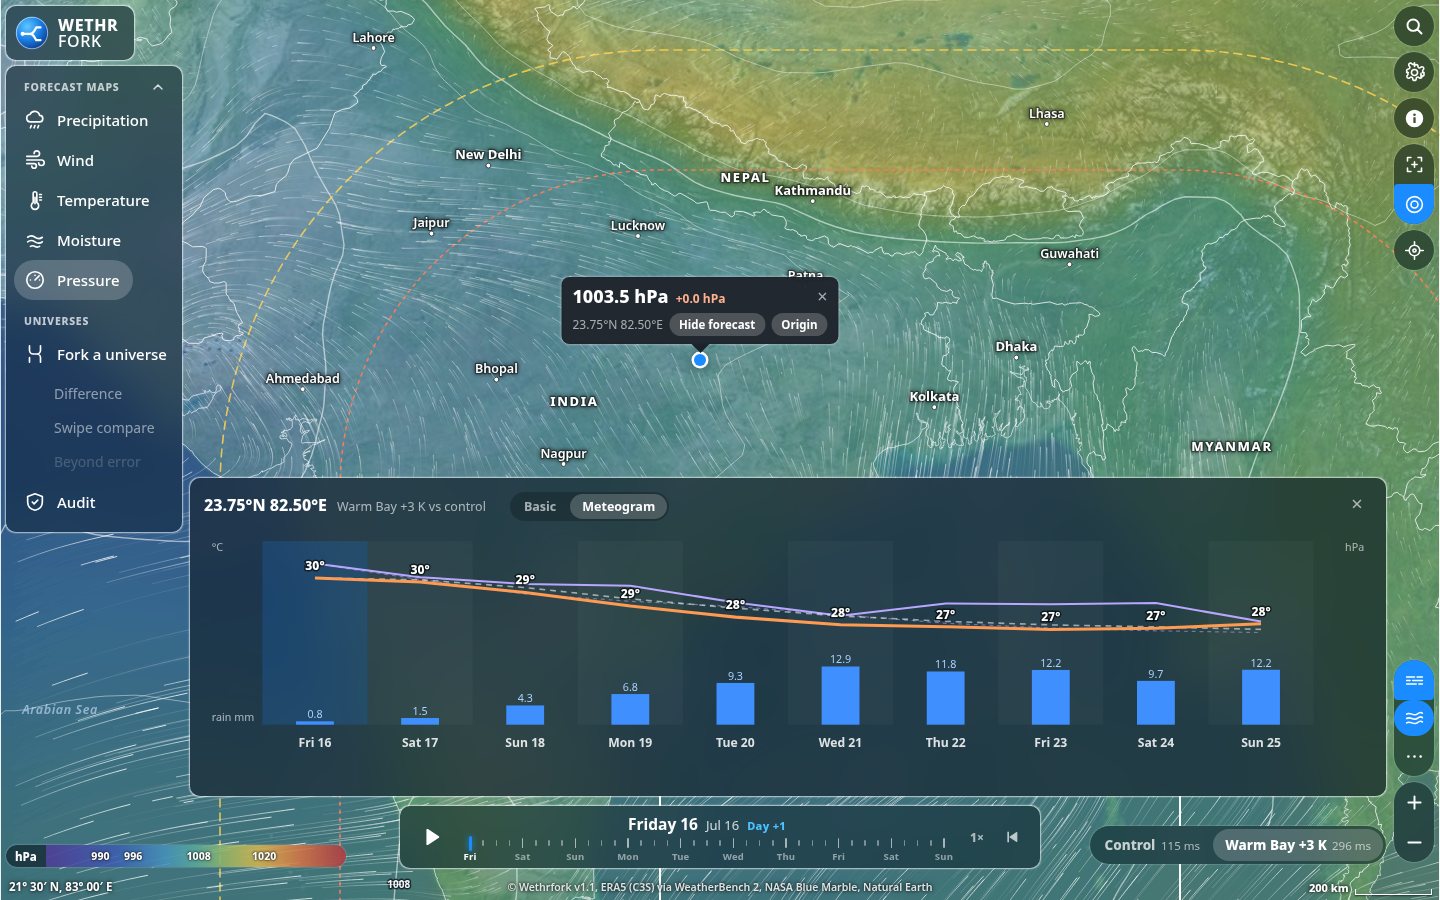 WETHR
FORK
FORECAST MAPS
Precipitation
Wind
Temperature
Moisture
Pressure
UNIVERSES
Fork a universe
Difference
Swipe compare
Beyond error
Audit
Lahore
Lhasa
New Delhi
NEPAL
Kathmandu
Jaipur
Lucknow
Guwahati
Patna
1003.5 hPa +0.0 hPa
23.75°N 82.50°E Hide forecast Origin
Dhaka
Bhopal
Ahmedabad
INDIA
Kolkata
MYANMAR
Nagpur
23.75°N 82.50°E Warm Bay +3 K vs control Basic Meteogram
°C hPa
30° 30° 29° 29° 28° 28° 27° 27° 27° 28°
0.8 1.5 4.3 6.8 9.3 12.9 11.8 12.2 9.7 12.2
rain mm
Fri 16 Sat 17 Sun 18 Mon 19 Tue 20 Wed 21 Thu 22 Fri 23 Sat 24 Sun 25
Arabian Sea
Friday 16 Jul 16 Day +1
1×
Fri Sat Sun Mon Tue Wed Thu Fri Sat Sun
Control 115 ms Warm Bay +3 K 296 ms
hPa 990 996 1008 1020
21° 30′ N, 83° 00′ E
1008
© Wethrfork v1.1, ERA5 (C3S) via WeatherBench 2, NASA Blue Marble, Natural Earth
200 km